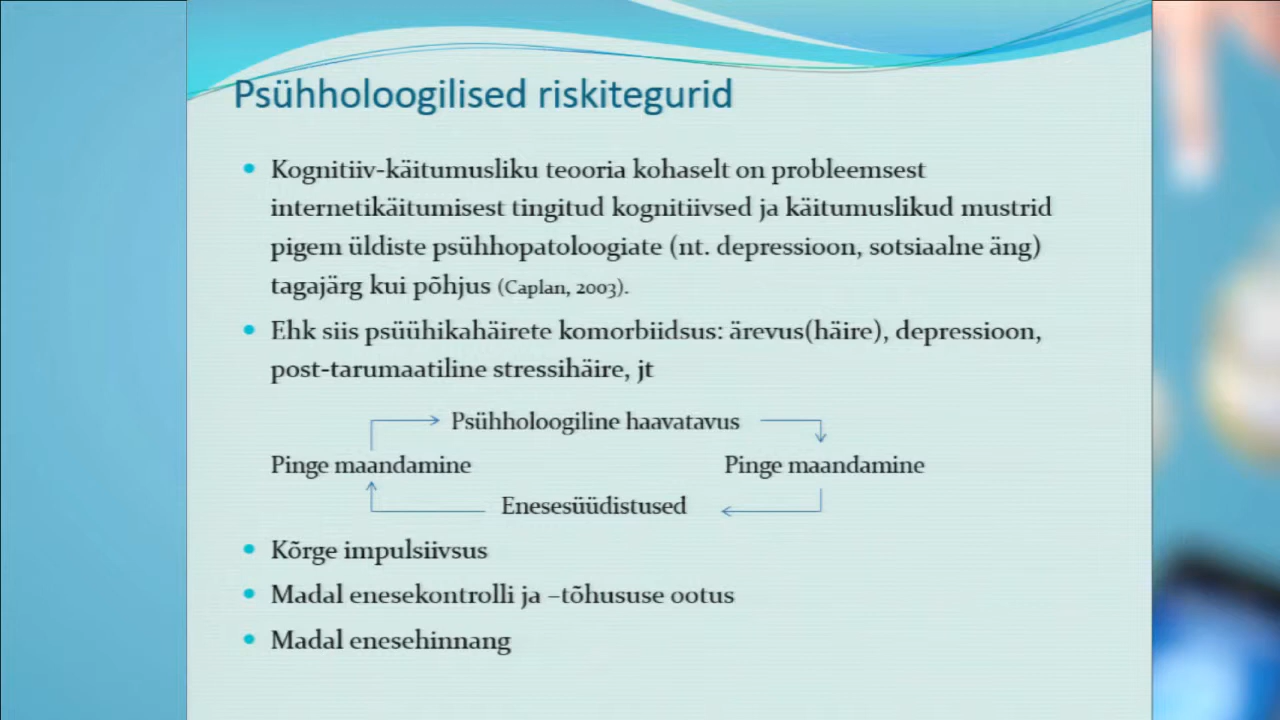 Psühholoogilised riskitegurid
Kognitiiv-käitumusliku teooria kohaselt on probleemsest
internetikäitumisest tingitud kognitiivsed ja käitumuslikud mustrid
pigem üldiste psühhopatoloogiate (nt. depressioon, sotsiaalne äng)
tagajärg kui põhjus (Caplan, 2003).
Ehk siis psüühikahäirete komorbiidsus: ärevus(häire), depressioon,
post-tarumaatiline stressihäire, jt
Psühholoogiline haavatavus
Pinge maandamine Pinge maandamine
Enesesüüdistused
Kõrge impulsiivsus
Madal enesekontrolli ja –tõhususe ootus
Madal enesehinnang